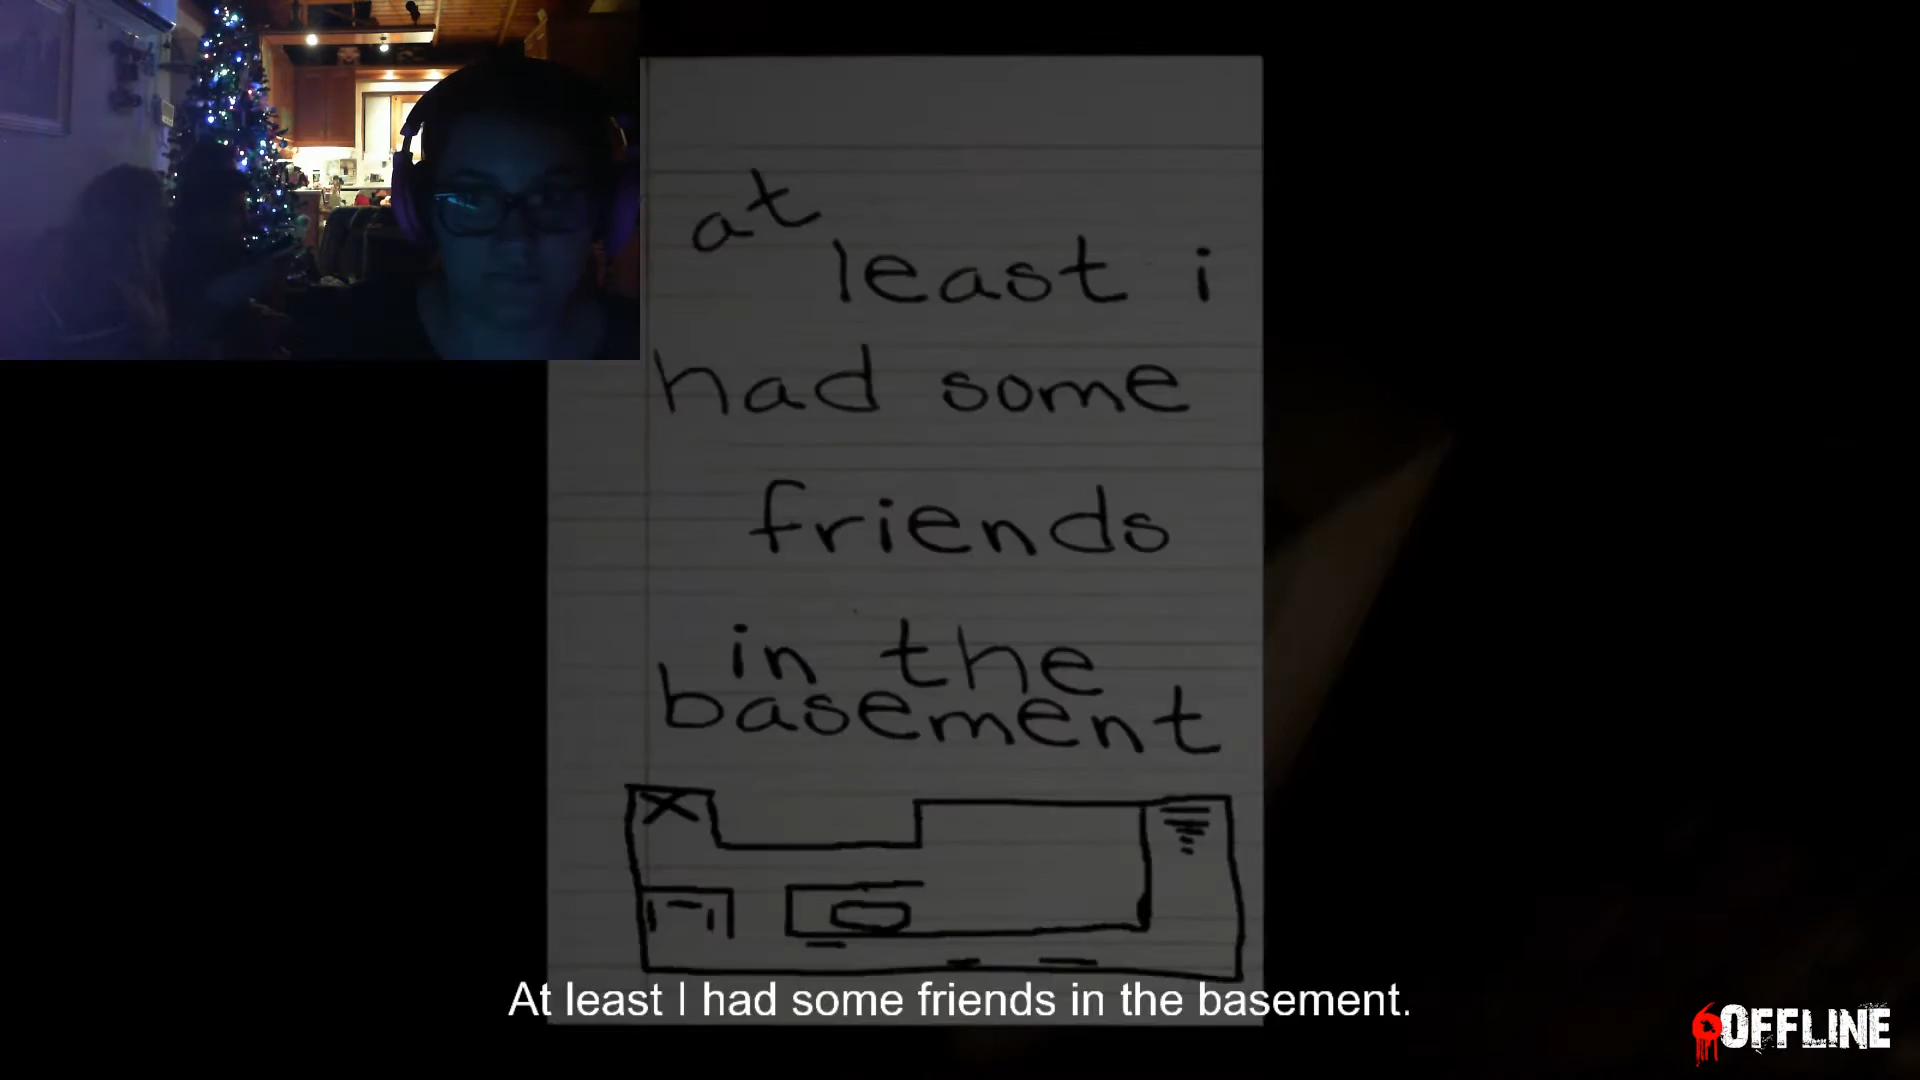 at
least i
had some
friends
in the
basement
At least I had some friends in the basement.
OFFLINE